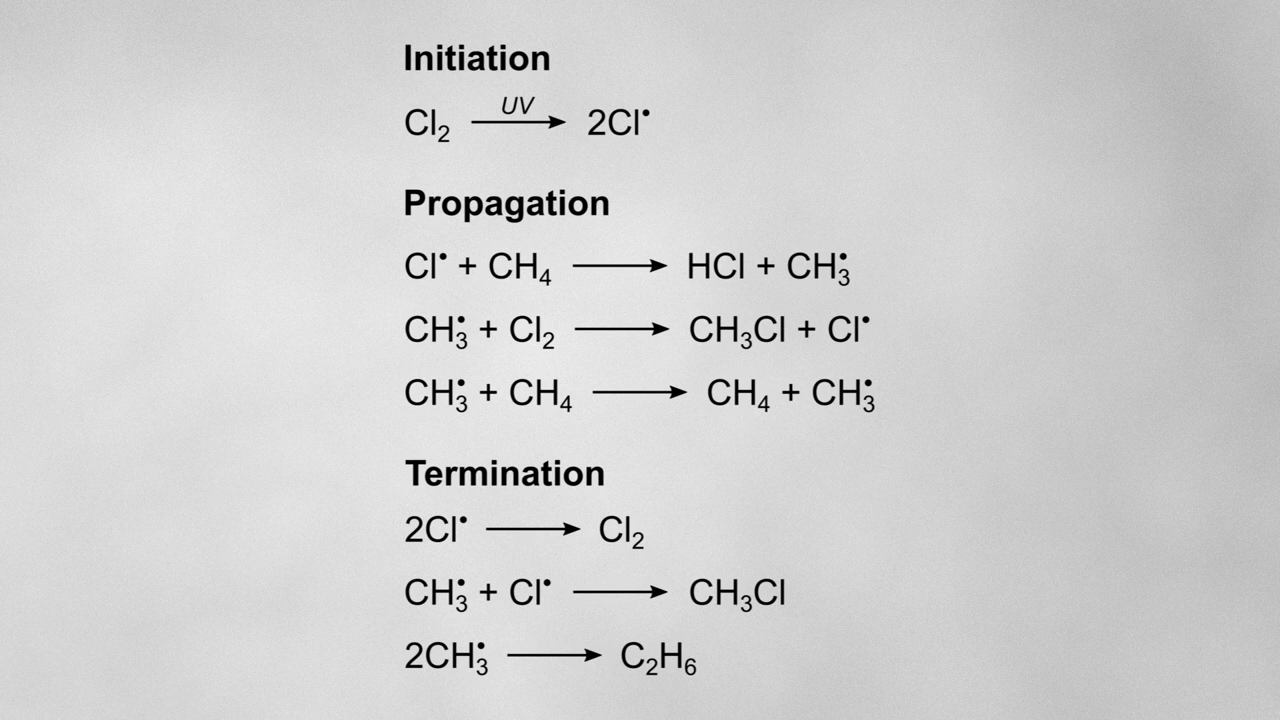 Initiation
Cl₂ UV⟶ 2Cl•
Propagation
Cl• + CH₄ ⟶ HCl + CH₃•
CH₃• + Cl₂ ⟶ CH₃Cl + Cl•
CH₃• + CH₄ ⟶ CH₄ + CH₃•
Termination
2Cl• ⟶ Cl₂
CH₃• + Cl• ⟶ CH₃Cl
2CH₃• ⟶ C₂H₆